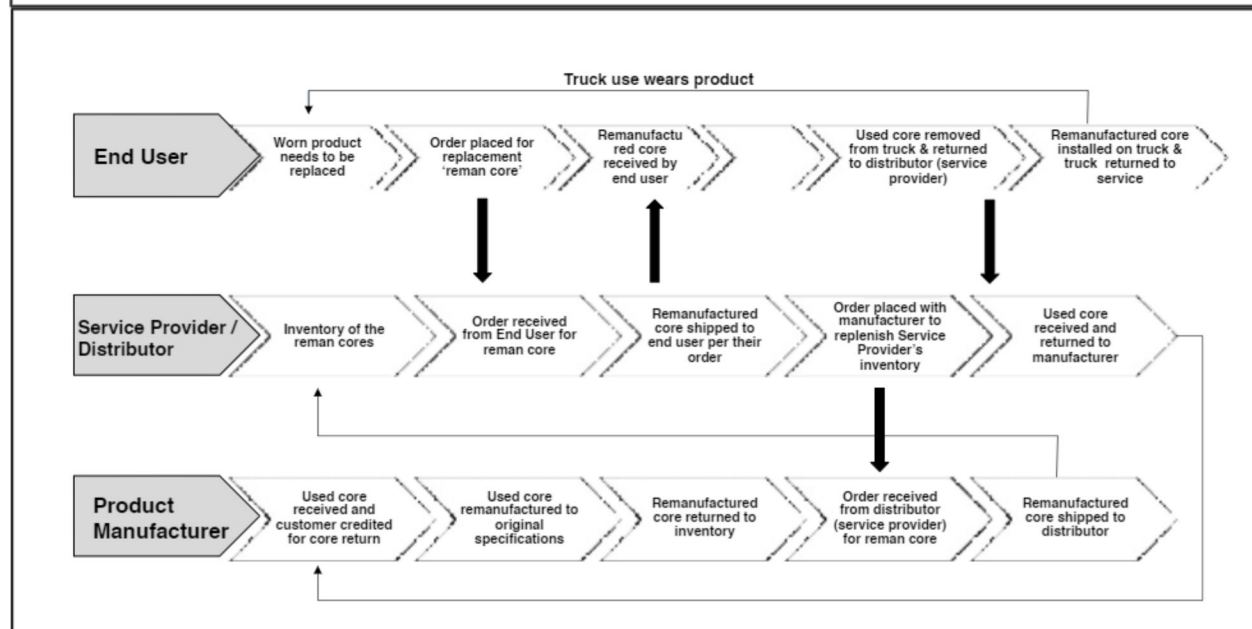 Truck use wears product
End User
Worn product
needs to be
replaced
Order placed for
replacement
‘reman core’
Remanufactu
red core
received by
end user
Used core removed
from truck & returned
to distributor (service
provider)
Remanufactured core
installed on truck &
truck returned to
service
Service Provider /
Distributor
Inventory of the
reman cores
Order received
from End User for
reman core
Remanufactured
core shipped to
end user per their
order
Order placed with
manufacturer to
replenish Service
Provider’s
inventory
Used core
received and
returned to
manufacturer
Product
Manufacturer
Used core
received and
customer credited
for core return
Used core
remanufactured to
original
specifications
Remanufactured
core returned to
inventory
Order received
from distributor
(service provider)
for reman core
Remanufactured
core shipped to
distributor